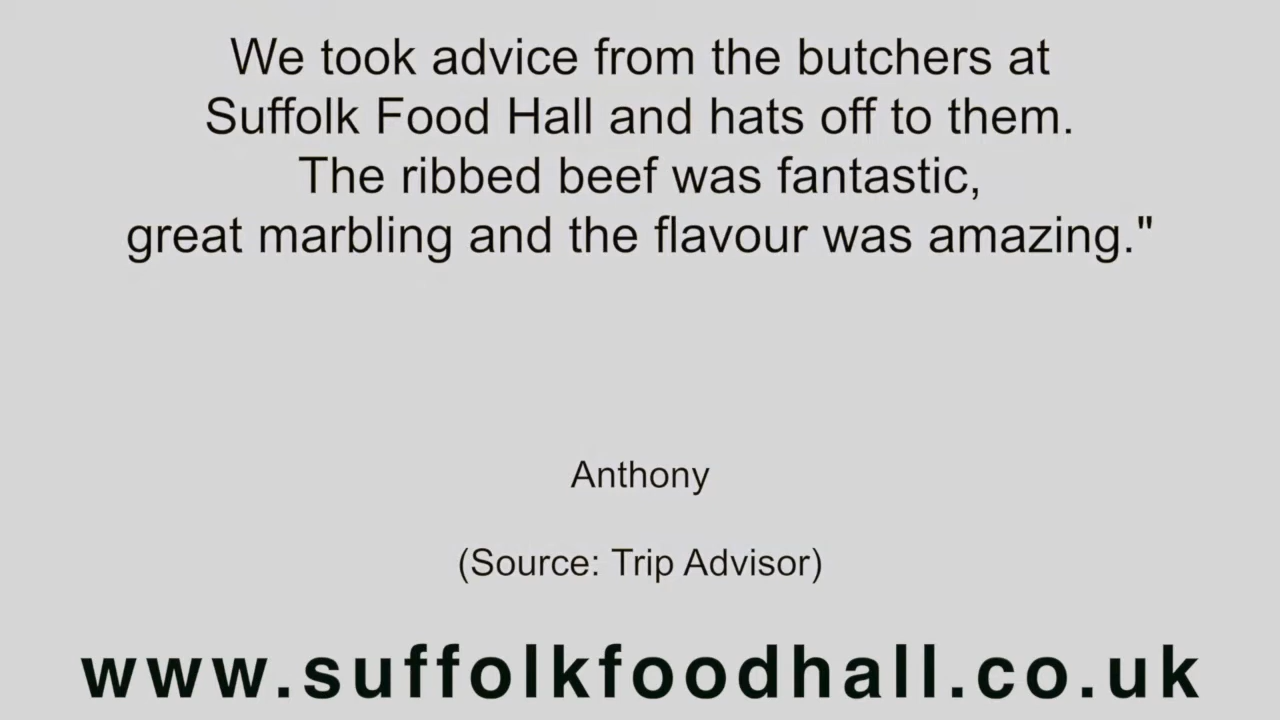 We took advice from the butchers at
Suffolk Food Hall and hats off to them.
The ribbed beef was fantastic,
great marbling and the flavour was amazing."
Anthony
(Source: Trip Advisor)
www.suffolkfoodhall.co.uk